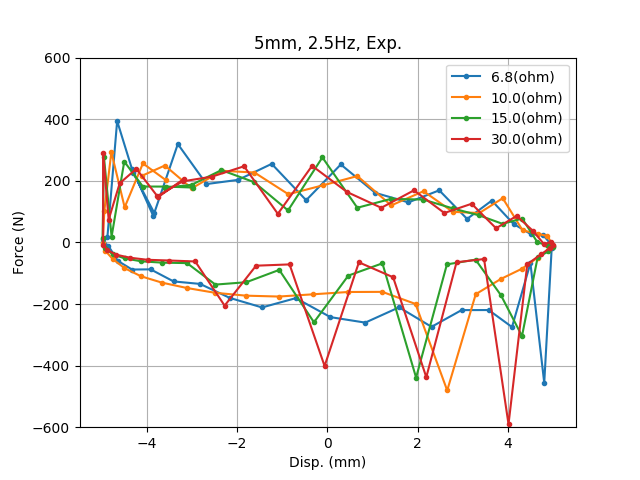 5mm, 2.5Hz, Exp.
6.8(ohm)
10.0(ohm)
15.0(ohm)
30.0(ohm)
600
400
200
0
−200
−400
−600
Force (N)
−4 −2 0 2 4
Disp. (mm)